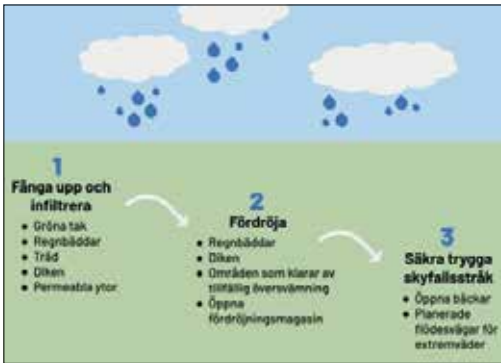 1
Fånga upp och
infiltrera
• Gröna tak
• Regnbäddar
• Träd
• Diken
• Permeabla ytor
2
Fördröja
• Regnbäddar
• Diken
• Områden som klarar av
tillfällig översvämning
• Öppna
fördröjningsmagasin
3
Säkra trygga
skyfallsstråk
• Öppna bäckar
• Planerade
flödesvägar för
extremväder